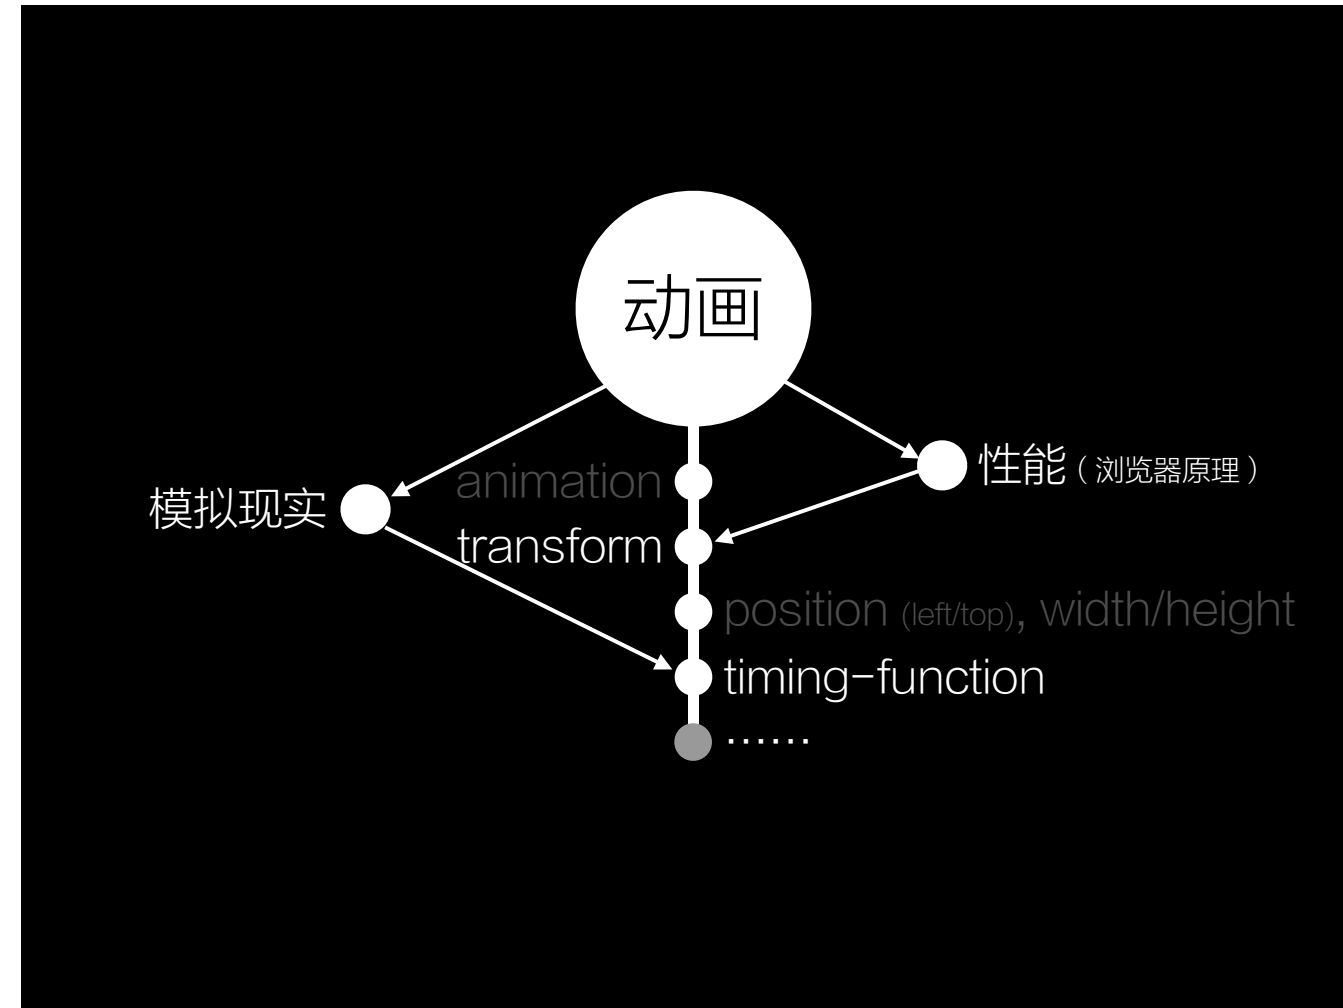 动画
性能（浏览器原理）
animation
模拟现实
transform
position (left/top), width/height
timing-function
……